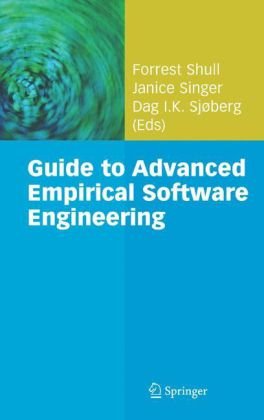 Forrest Shull
Janice Singer
Dag I.K. Sjøberg
(Eds)
Guide to Advanced
Empirical Software
Engineering
Springer